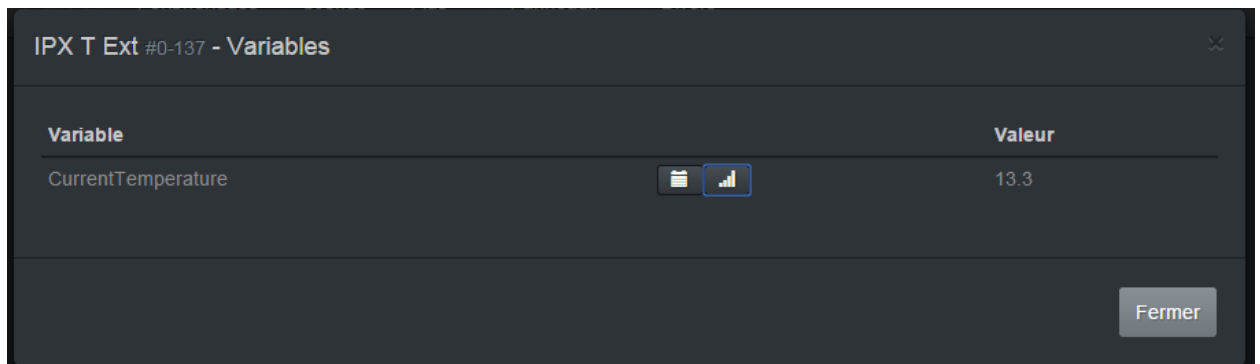 IPX T Ext #0-137 - Variables
Variable Valeur
CurrentTemperature 13.3
Fermer